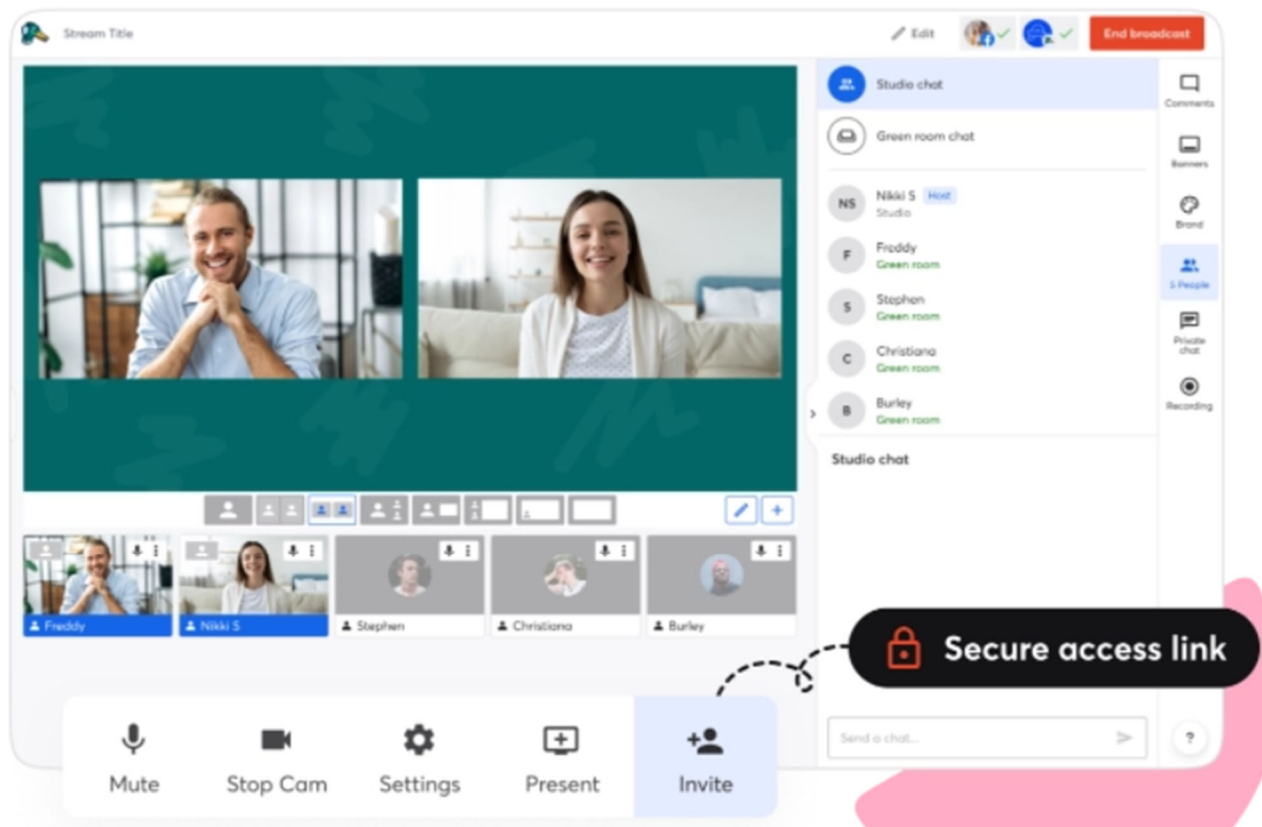 Stream Title
Edit
End broadcast
Studio chat
Green room chat
NS
Nikki S
Host
Studio
F
Freddy
Green room
S
Stephen
Green room
C
Christiana
Green room
B
Burley
Green room
Studio chat
Send a chat...
Comments
Banners
Brand
5 People
Private
chat
Recording
?
Freddy
Nikki S
Stephen
Christiana
Burley
Secure access link
Mute
Stop Cam
Settings
Present
Invite